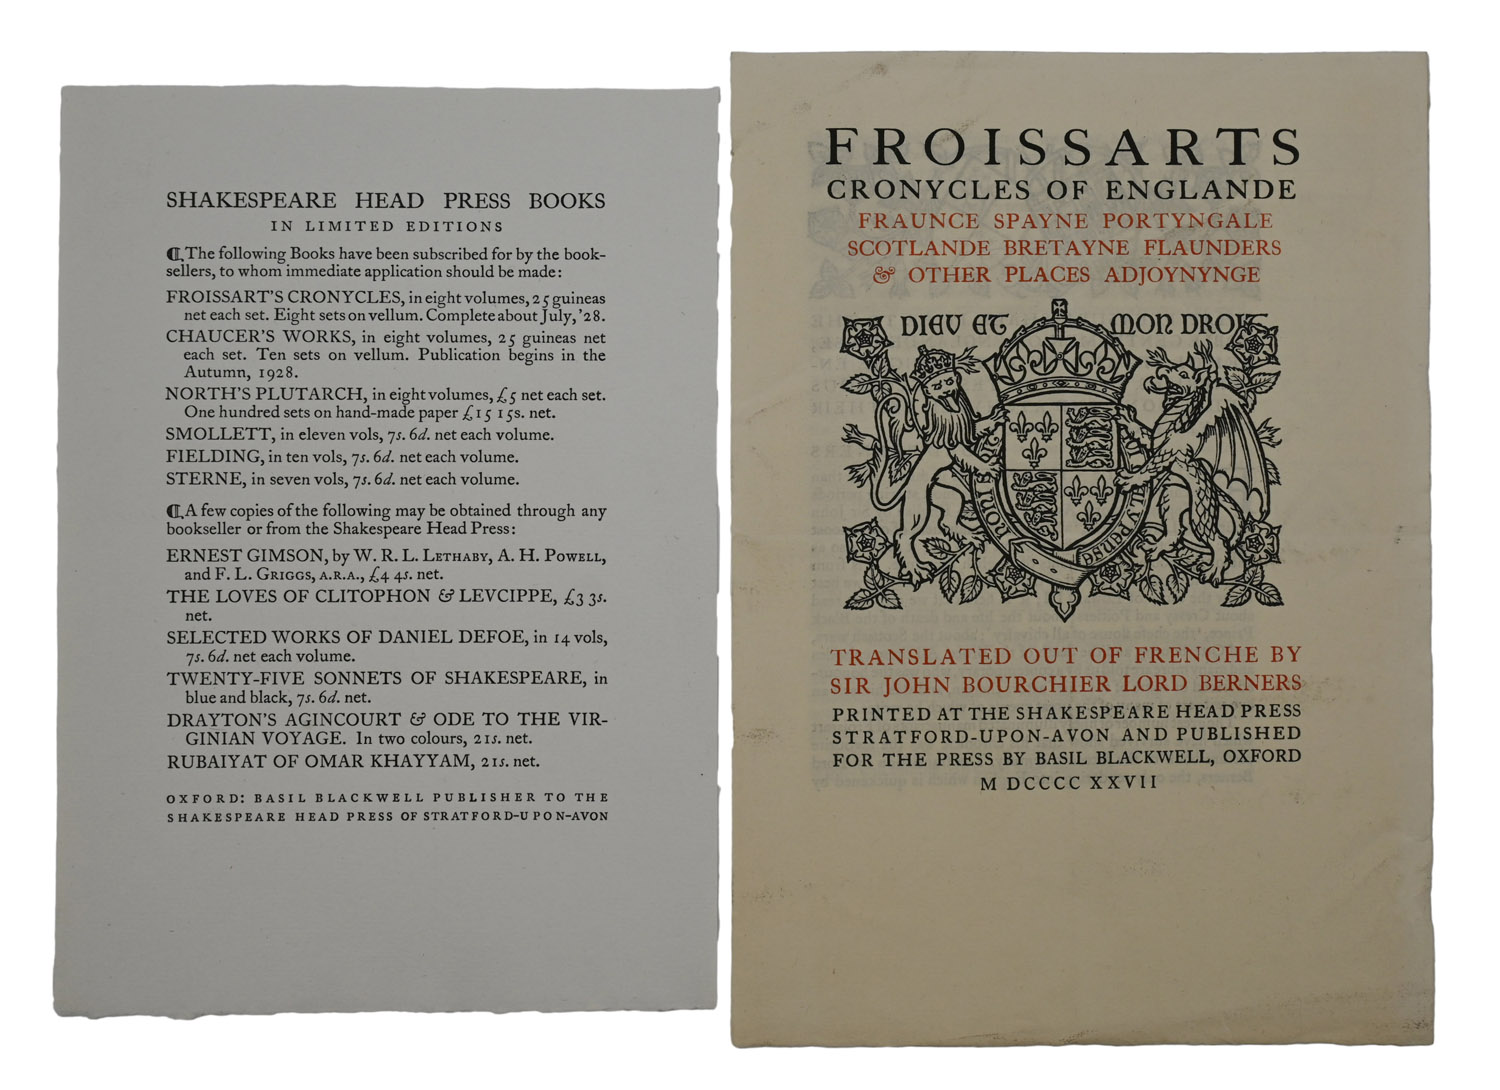 SHAKESPEARE HEAD PRESS BOOKS
IN LIMITED EDITIONS
⁋The following Books have been subscribed for by the book-
sellers, to whom immediate application should be made:
FROISSART'S CRONYCLES, in eight volumes, 25 guineas
net each set. Eight sets on vellum. Complete about July, '28.
CHAUCER'S WORKS, in eight volumes, 25 guineas net
each set. Ten sets on vellum. Publication begins in the
Autumn, 1928.
NORTH'S PLUTARCH, in eight volumes, £5 net each set.
One hundred sets on hand-made paper £15 15s. net.
SMOLLETT, in eleven vols, 7s. 6d. net each volume.
FIELDING, in ten vols, 7s. 6d. net each volume.
STERNE, in seven vols, 7s. 6d. net each volume.
⁋A few copies of the following may be obtained through any
bookseller or from the Shakespeare Head Press:
ERNEST GIMSON, by W. R. L. LETHABY, A. H. POWELL,
and F. L. GRIGGS, A.R.A., £4 4s. net.
THE LOVES OF CLITOPHON & LEVCIPPE, £3 3s.
net.
SELECTED WORKS OF DANIEL DEFOE, in 14 vols,
7s. 6d. net each volume.
TWENTY-FIVE SONNETS OF SHAKESPEARE, in
blue and black, 7s. 6d. net.
DRAYTON'S AGINCOURT & ODE TO THE VIR-
GINIAN VOYAGE. In two colours, 21s. net.
RUBAIYAT OF OMAR KHAYYAM, 21s. net.
OXFORD: BASIL BLACKWELL PUBLISHER TO THE
SHAKESPEARE HEAD PRESS OF STRATFORD-UPON-AVON
FROISSARTS
CRONYCLES OF ENGLANDE
FRAUNCE SPAYNE PORTYNGALE
SCOTLANDE BRETAYNE FLAUNDERS
& OTHER PLACES ADJOYNYNGE
DIEU ET MON DROIT
TRANSLATED OUT OF FRENCHE BY
SIR JOHN BOURCHIER LORD BERNERS
PRINTED AT THE SHAKESPEARE HEAD PRESS
STRATFORD-UPON-AVON AND PUBLISHED
FOR THE PRESS BY BASIL BLACKWELL, OXFORD
M DCCCC XXVII